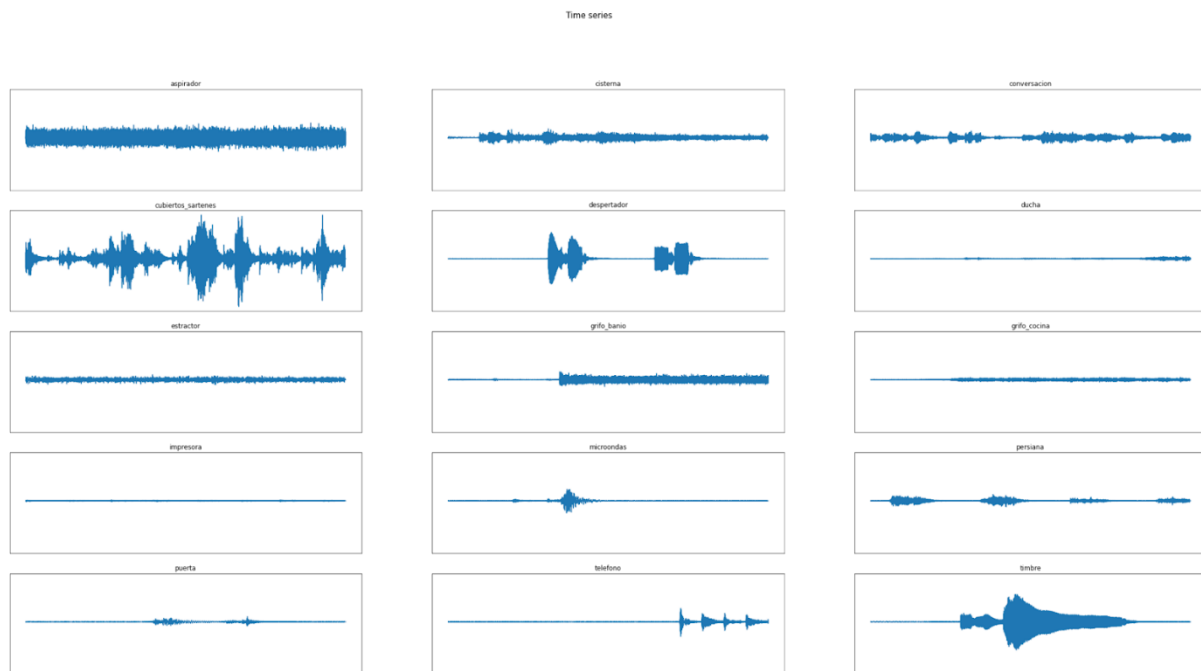 Time series
aspirador
cisterna
conversacion
cubiertos_sartenes
despertador
ducha
estractor
grifo_banio
grifo_cocina
impresora
microondas
persiana
puerta
telefono
timbre